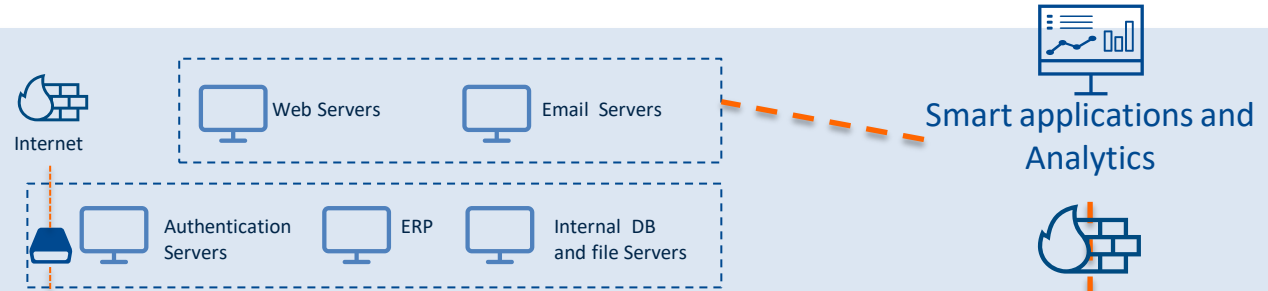 Web Servers
Email Servers
Internet
Smart applications and
Analytics
Authentication
Servers
ERP
Internal DB
and file Servers